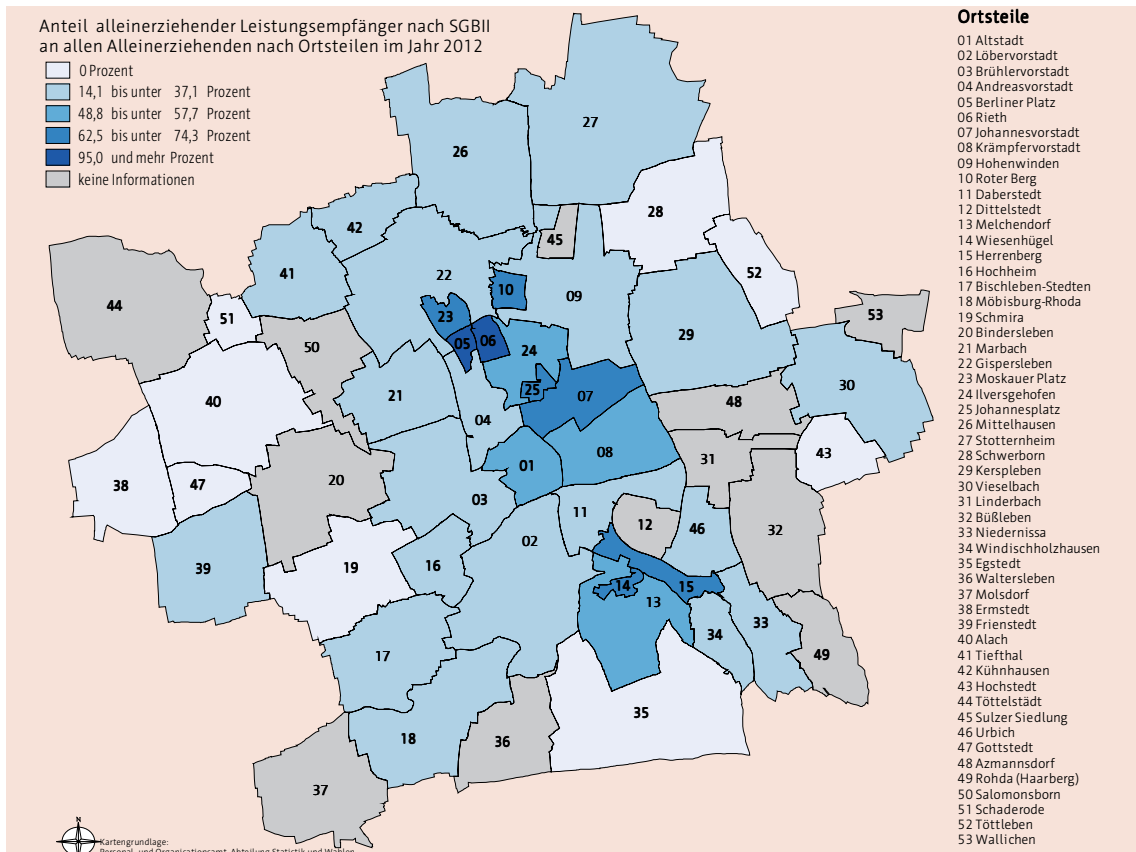 Anteil alleinerziehender Leistungsempfänger nach SGBII
an allen Alleinerziehenden nach Ortsteilen im Jahr 2012
0 Prozent
14,1 bis unter 37,1 Prozent
48,8 bis unter 57,7 Prozent
62,5 bis unter 74,3 Prozent
95,0 und mehr Prozent
keine Informationen
Ortsteile
01 Altstadt
02 Löbervorstadt
03 Brühlervorstadt
04 Andreasvorstadt
05 Berliner Platz
06 Rieth
07 Johannesvorstadt
08 Krämpfervorstadt
09 Hohenwinden
10 Roter Berg
11 Daberstedt
12 Dittelstedt
13 Melchendorf
14 Wiesenhügel
15 Herrenberg
16 Hochheim
17 Bischleben-Stedten
18 Möbisburg-Rhoda
19 Schmira
20 Bindersleben
21 Marbach
22 Gispersleben
23 Moskauer Platz
24 Ilversgehofen
25 Johannesplatz
26 Mittelhausen
27 Stotternheim
28 Schwerborn
29 Kerspleben
30 Vieselbach
31 Linderbach
32 Büßleben
33 Niedernissa
34 Windischholzhausen
35 Egstedt
36 Waltersleben
37 Molsdorf
38 Ermstedt
39 Frienstedt
40 Alach
41 Tiefthal
42 Kühnhausen
43 Hochstedt
44 Töttelstädt
45 Sulzer Siedlung
46 Urbich
47 Gottstedt
48 Azmannsdorf
49 Rohda (Haarberg)
50 Salomonsborn
51 Schaderode
52 Töttleben
53 Wallichen
27
26
28
42
45
52
41
22
44
10
09
51
23
53
50
05
06
24
29
30
25
21
07
40
48
04
08
43
01
31
38
47
20
03
11
12
46
32
02
39
19
16
14
15
13
33
34
17
49
35
18
36
37
N
Kartengrundlage:
Personal- und Organisationsamt, Abteilung Statistik und Wahlen